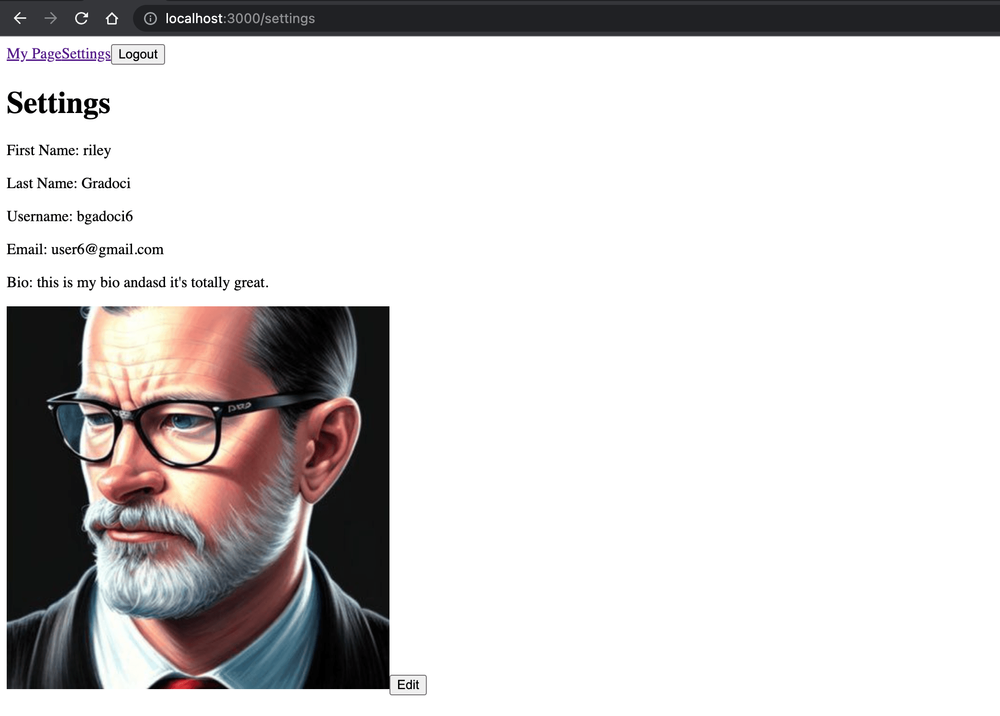 localhost:3000/settings
My PageSettings Logout
Settings
First Name: riley
Last Name: Gradoci
Username: bgadoci6
Email: user6@gmail.com
Bio: this is my bio andasd it's totally great.
Edit